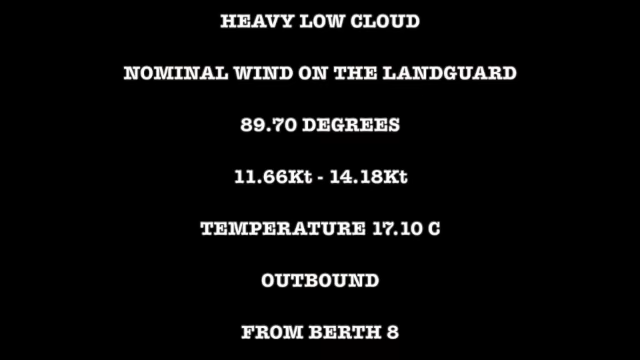 HEAVY LOW CLOUD
NOMINAL WIND ON THE LANDGUARD
89.70 DEGREES
11.66Kt - 14.18Kt
TEMPERATURE 17.10 C
OUTBOUND
FROM BERTH 8